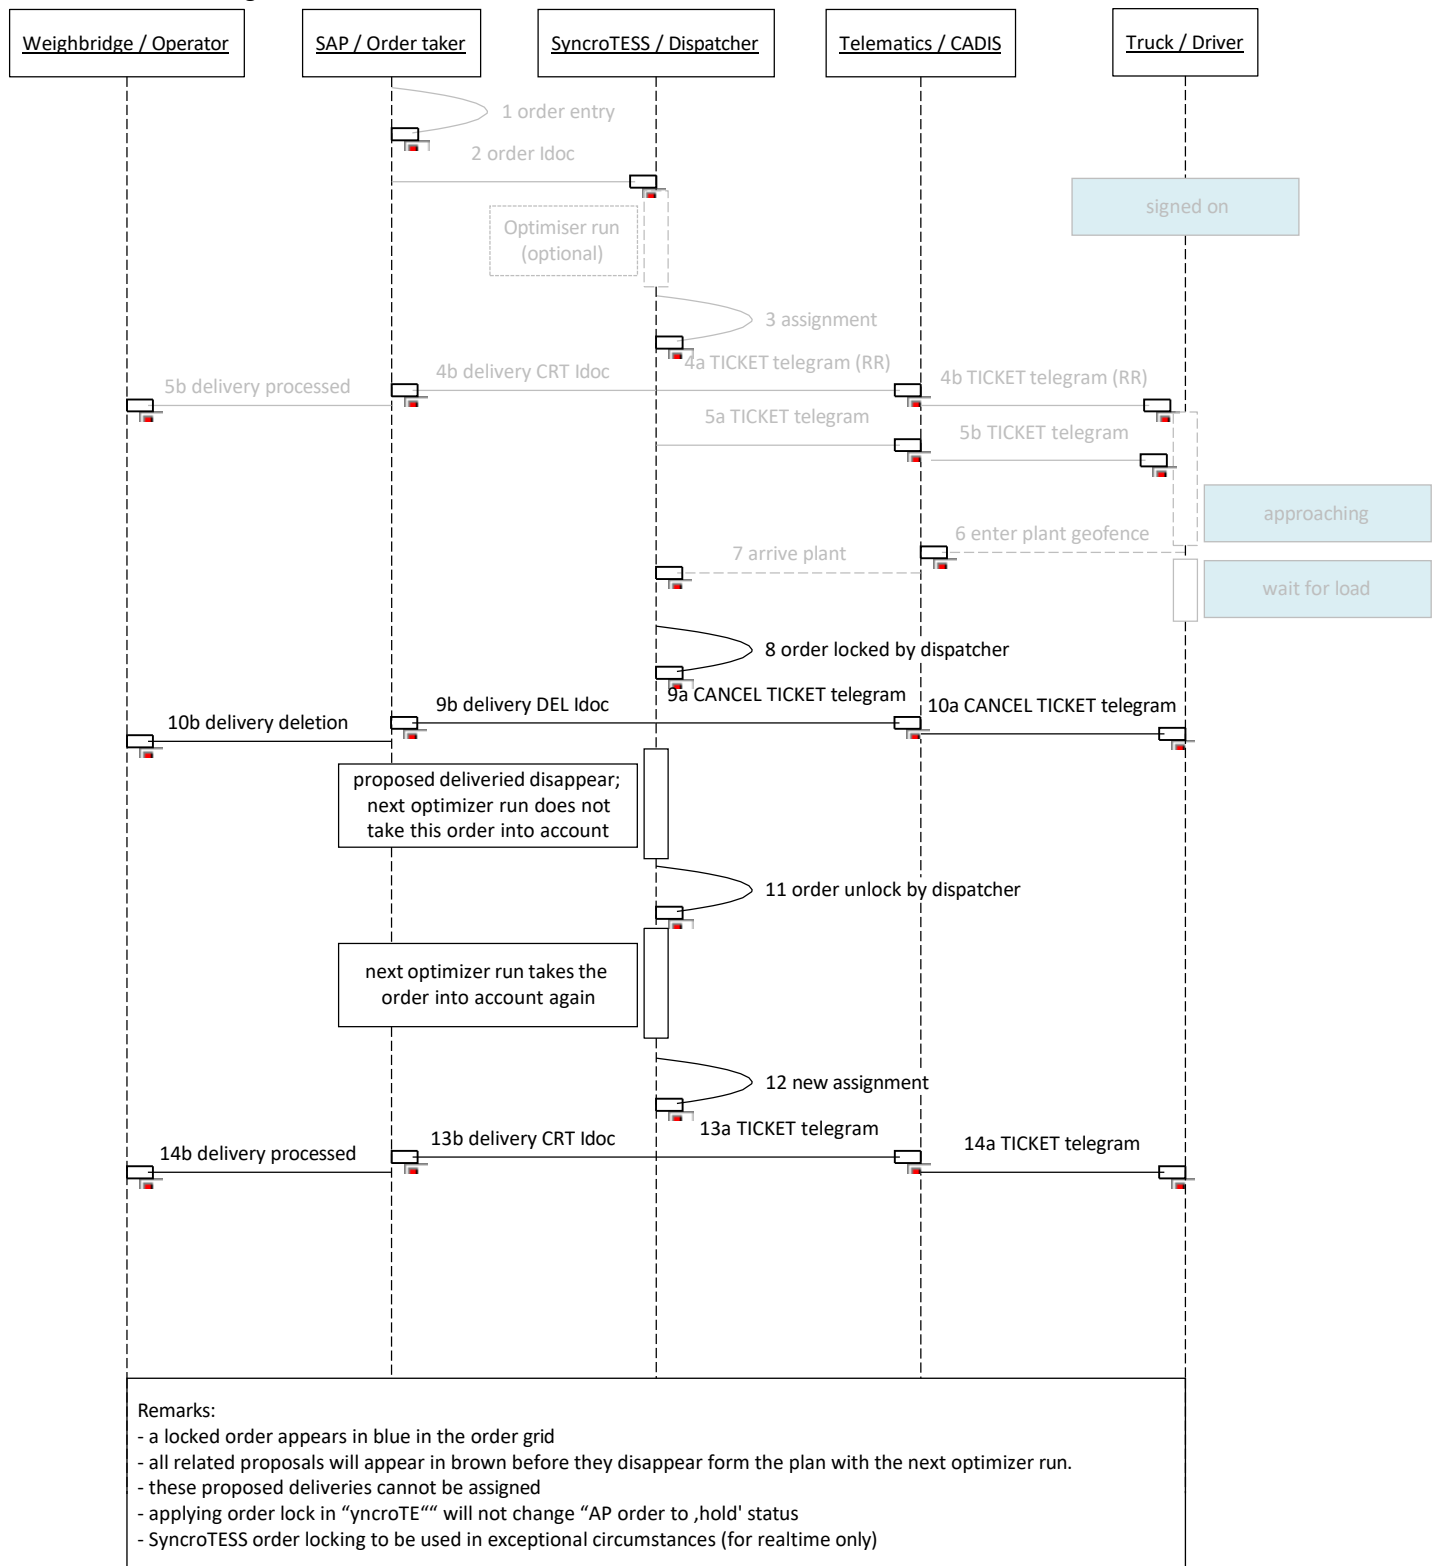 Weighbridge / Operator
SAP / Order taker
SyncroTESS / Dispatcher
Telematics / CADIS
Truck / Driver
1 order entry
2 order Idoc
signed on
Optimiser run
(optional)
3 assignment
4b delivery CRT Idoc
4a TICKET telegram (RR)
4b TICKET telegram (RR)
5b delivery processed
5a TICKET telegram
5b TICKET telegram
approaching
6 enter plant geofence
7 arrive plant
wait for load
8 order locked by dispatcher
9b delivery DEL Idoc
9a CANCEL TICKET telegram
10a CANCEL TICKET telegram
10b delivery deletion
proposed deliveried disappear;
next optimizer run does not
take this order into account
11 order unlock by dispatcher
next optimizer run takes the
order into account again
12 new assignment
13b delivery CRT Idoc
13a TICKET telegram
14a TICKET telegram
14b delivery processed
Remarks:
- a locked order appears in blue in the order grid
- all related proposals will appear in brown before they disappear form the plan with the next optimizer run.
- these proposed deliveries cannot be assigned
- applying order lock in “yncroTE““ will not change “AP order to ‚hold' status
- SyncroTESS order locking to be used in exceptional circumstances (for realtime only)